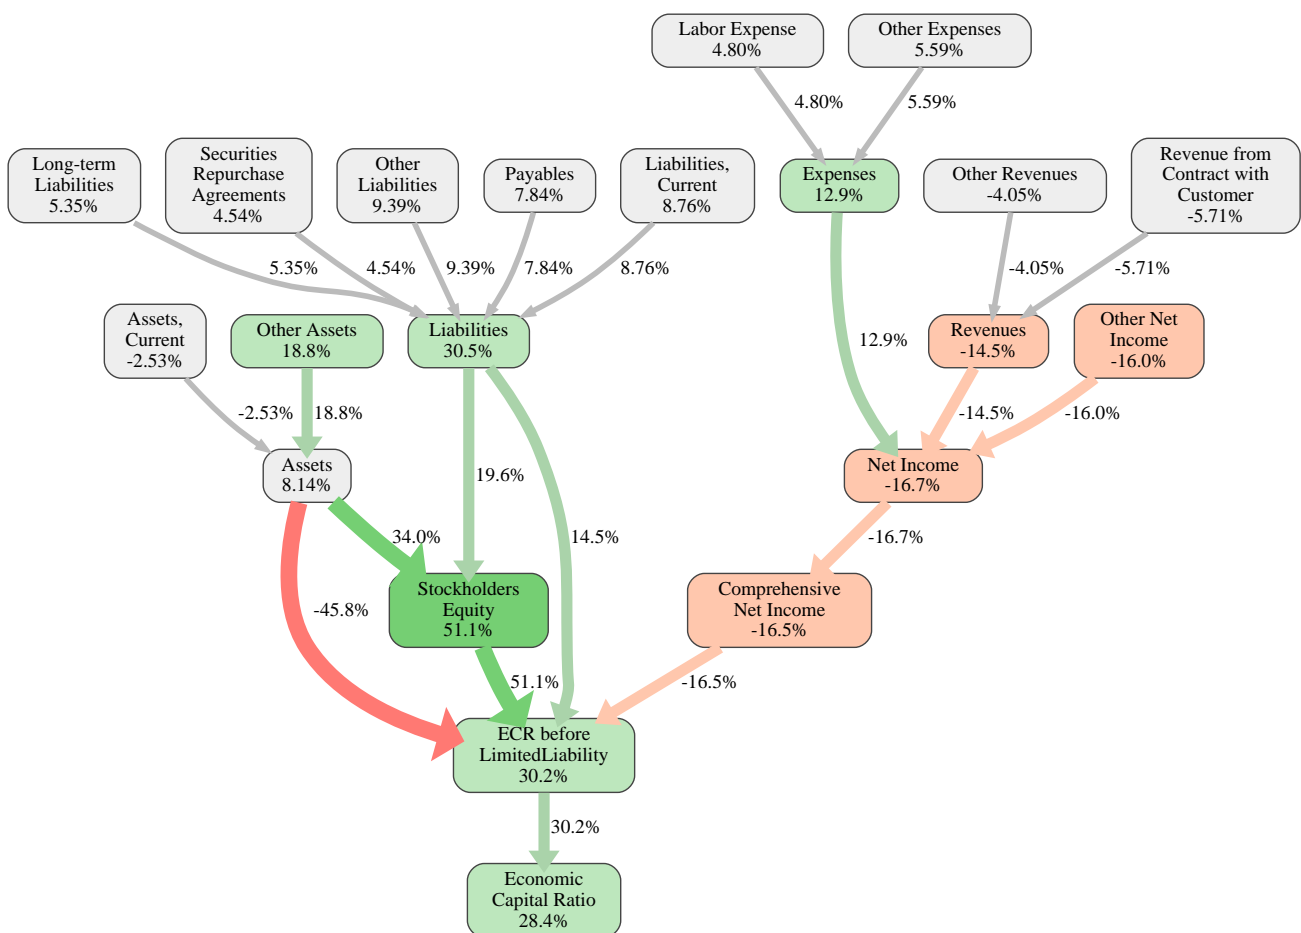 Labor Expense
4.80%
Other Expenses
5.59%
4.80%
5.59%
Long-term
Liabilities
5.35%
Securities
Repurchase
Agreements
4.54%
Other
Liabilities
9.39%
Payables
7.84%
Liabilities,
Current
8.76%
Expenses
12.9%
Other Revenues
-4.05%
Revenue from
Contract with
Customer
-5.71%
5.35%
4.54%
9.39%
7.84%
8.76%
-4.05%
-5.71%
Assets,
Current
-2.53%
Other Assets
18.8%
Liabilities
30.5%
12.9%
Revenues
-14.5%
Other Net
Income
-16.0%
-2.53%
18.8%
-14.5%
-16.0%
Assets
8.14%
19.6%
Net Income
-16.7%
34.0%
14.5%
-16.7%
Stockholders
Equity
51.1%
Comprehensive
Net Income
-16.5%
-45.8%
51.1%
-16.5%
ECR before
LimitedLiability
30.2%
30.2%
Economic
Capital Ratio
28.4%